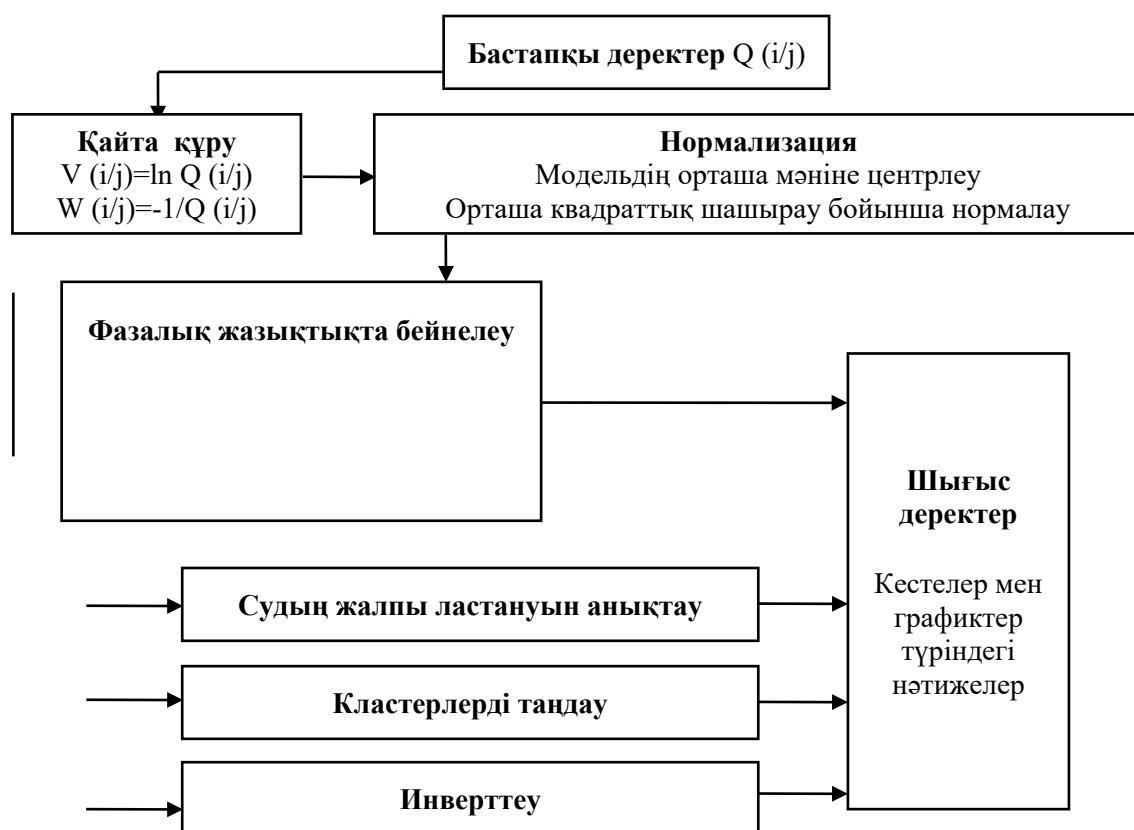 Бастапқы деректер Q (i/j)
Қайта құру
V (i/j)=ln Q (i/j)
W (i/j)=-1/Q (i/j)
Нормализация
Модельдің орташа мәніне центрлеу
Орташа квадраттық шашырау бойынша нормалау
Фазалық жазықтықта бейнелеу
Шығыс
деректер
Кестелер мен
графиктер
түріндегі
нәтижелер
Судың жалпы ластануын анықтау
Кластерлерді таңдау
Инверттеу